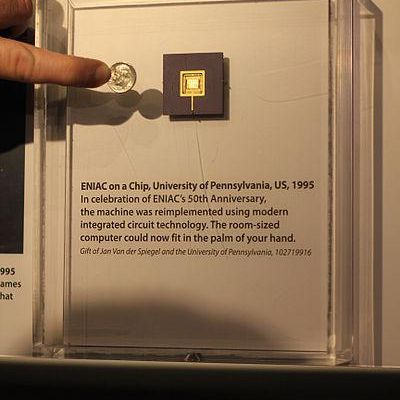 ENIAC on a Chip, University of Pennsylvania, US, 1995
In celebration of ENIAC's 50th Anniversary,
the machine was reimplemented using modern
integrated circuit technology. The room-sized
computer could now fit in the palm of your hand.
Gift of Jan Van der Spiegel and the University of Pennsylvania, 102719916
995
ames
hat